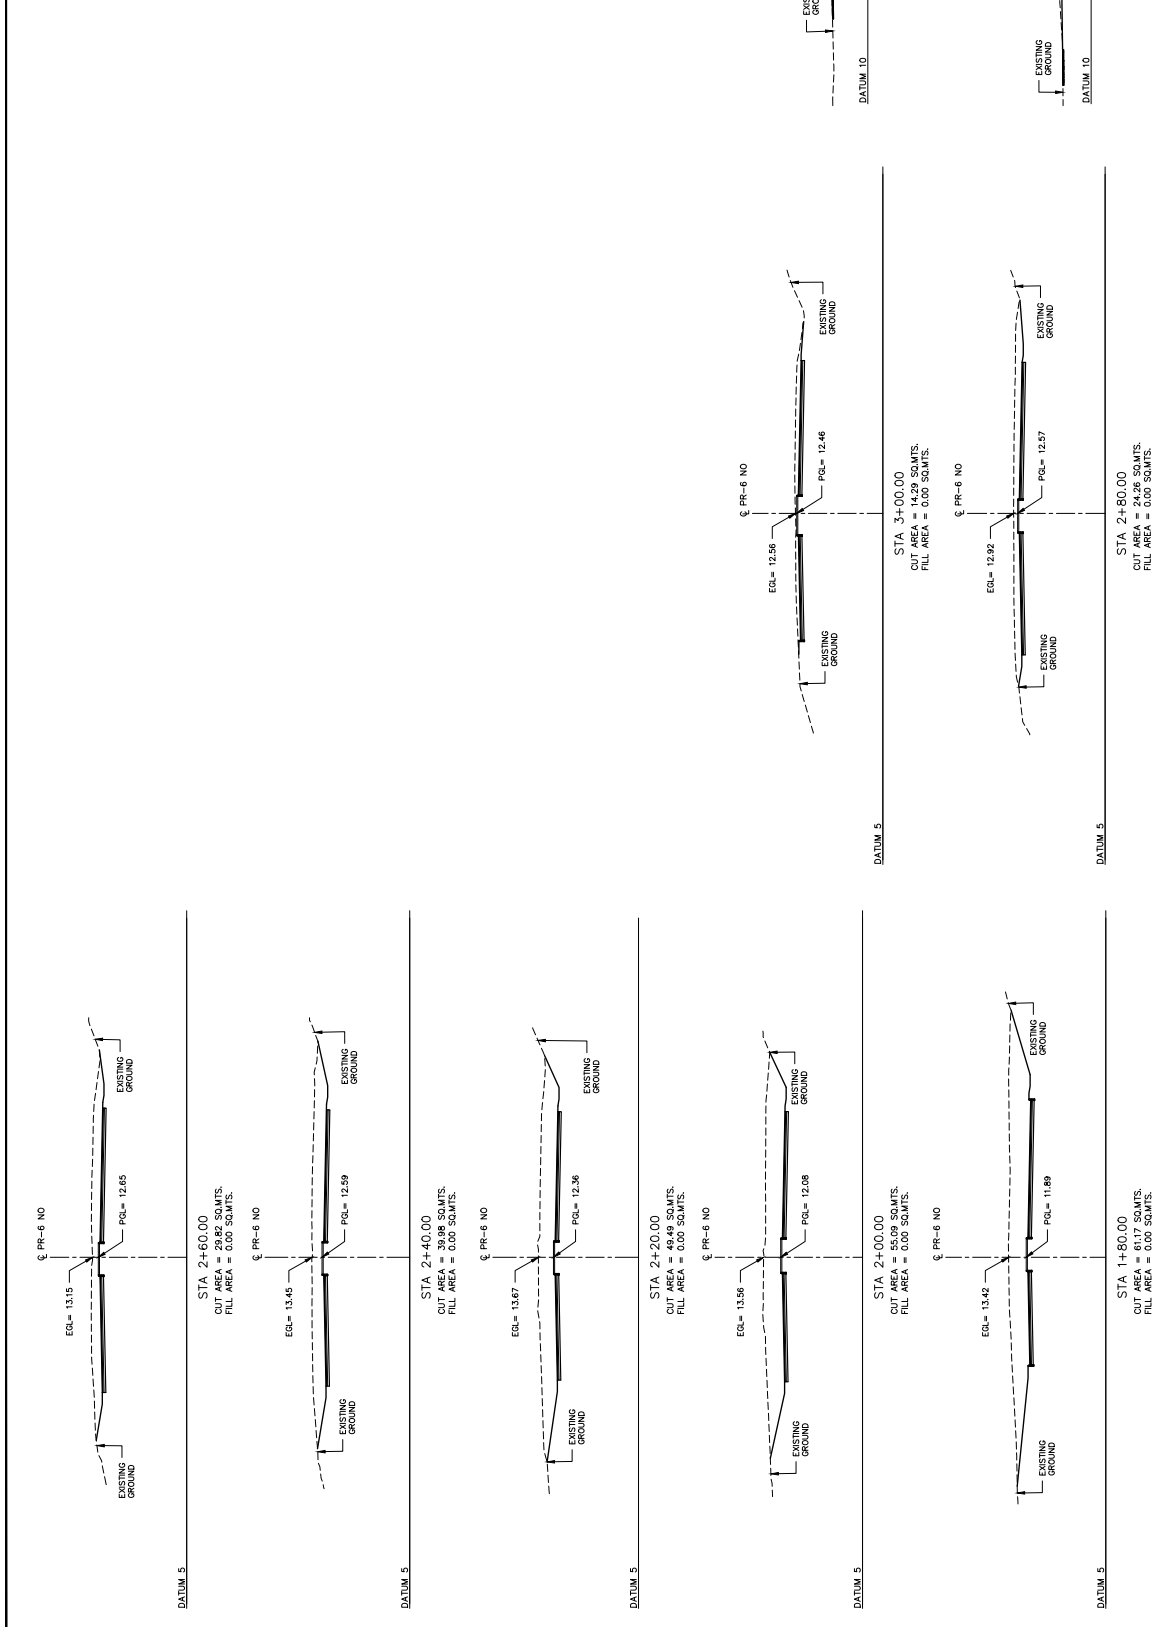 EXISTING
GROUND
DATUM 10
EXISTING
GROUND
DATUM 10
℄ PR-6 NO
EGL= 12.56
PGL= 12.46
EXISTING
GROUND
EXISTING
GROUND
DATUM 5
STA 3+00.00
CUT AREA = 14.29 SQ.MTS.
FILL AREA = 0.00 SQ.MTS.
℄ PR-6 NO
EGL= 12.92
PGL= 12.57
EXISTING
GROUND
EXISTING
GROUND
DATUM 5
STA 2+80.00
CUT AREA = 24.26 SQ.MTS.
FILL AREA = 0.00 SQ.MTS.
℄ PR-6 NO
EGL= 13.15
PGL= 12.65
EXISTING
GROUND
EXISTING
GROUND
DATUM 5
STA 2+60.00
CUT AREA = 29.82 SQ.MTS.
FILL AREA = 0.00 SQ.MTS.
℄ PR-6 NO
EGL= 13.45
PGL= 12.59
EXISTING
GROUND
EXISTING
GROUND
DATUM 5
STA 2+40.00
CUT AREA = 39.98 SQ.MTS.
FILL AREA = 0.00 SQ.MTS.
℄ PR-6 NO
EGL= 13.67
PGL= 12.36
EXISTING
GROUND
EXISTING
GROUND
DATUM 5
STA 2+20.00
CUT AREA = 49.49 SQ.MTS.
FILL AREA = 0.00 SQ.MTS.
℄ PR-6 NO
EGL= 13.56
PGL= 12.08
EXISTING
GROUND
EXISTING
GROUND
DATUM 5
STA 2+00.00
CUT AREA = 55.09 SQ.MTS.
FILL AREA = 0.00 SQ.MTS.
℄ PR-6 NO
EGL= 13.42
PGL= 11.89
EXISTING
GROUND
EXISTING
GROUND
DATUM 5
STA 1+80.00
CUT AREA = 61.17 SQ.MTS.
FILL AREA = 0.00 SQ.MTS.